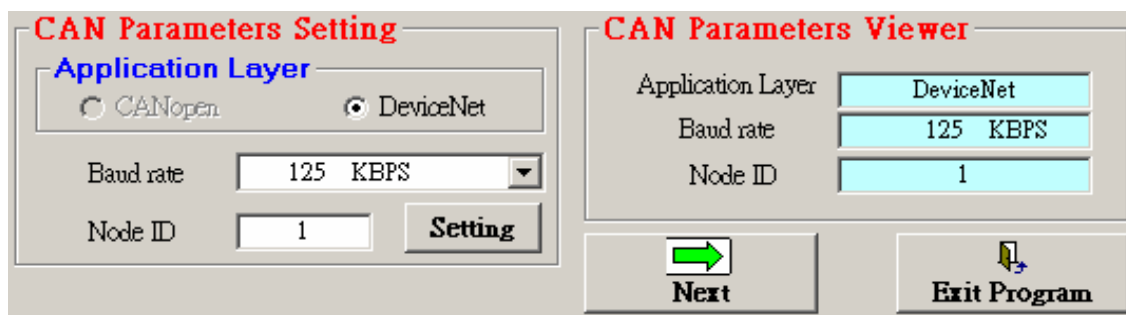 CAN Parameters Setting
Application Layer
CANopen
DeviceNet
Baud rate
125 KBPS
Node ID
1
Setting
CAN Parameters Viewer
Application Layer
DeviceNet
Baud rate
125 KBPS
Node ID
1
Next
Exit Program